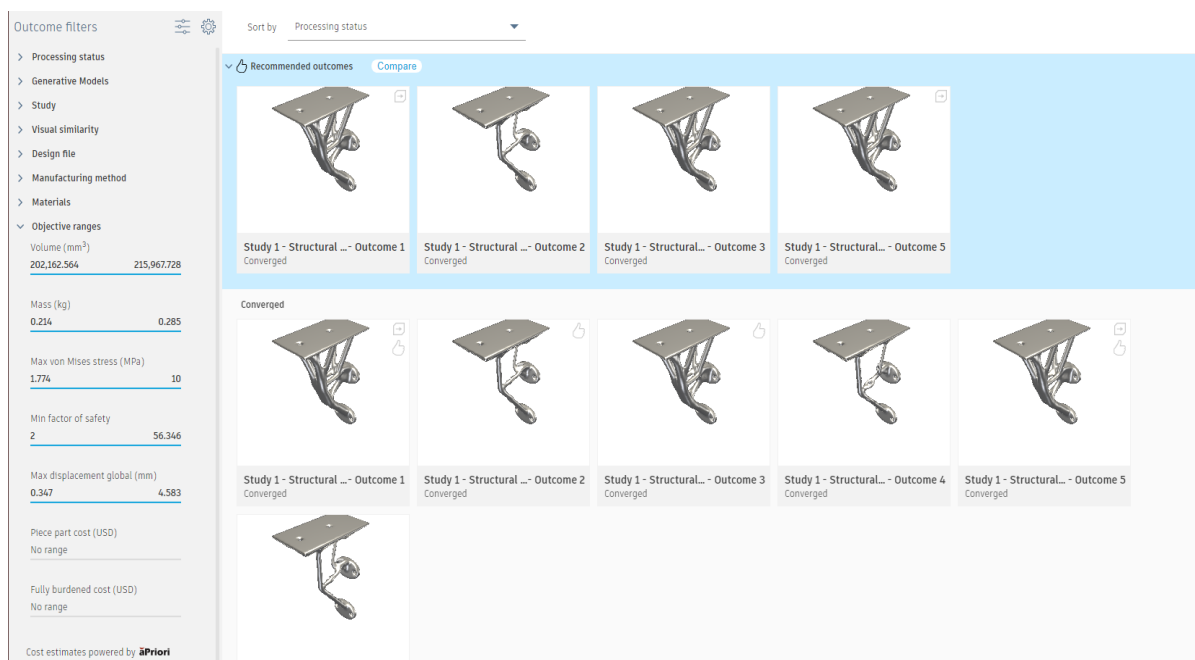 Outcome filters
Sort by Processing status
Processing status
Generative Models
Study
Visual similarity
Design file
Manufacturing method
Materials
Objective ranges
Volume (mm³)
202,162.564 215,967.728
Mass (kg)
0.214 0.285
Max von Mises stress (MPa)
1.774 10
Min factor of safety
2 56.346
Max displacement global (mm)
0.347 4.583
Piece part cost (USD)
No range
Fully burdened cost (USD)
No range
Cost estimates powered by aPriori
Recommended outcomes Compare
Study 1 - Structural ...- Outcome 1
Converged
Study 1 - Structural ...- Outcome 2
Converged
Study 1 - Structural... - Outcome 3
Converged
Study 1 - Structural... - Outcome 5
Converged
Converged
Study 1 - Structural ...- Outcome 1
Converged
Study 1 - Structural ...- Outcome 2
Converged
Study 1 - Structural... - Outcome 3
Converged
Study 1 - Structural... - Outcome 4
Converged
Study 1 - Structural... - Outcome 5
Converged